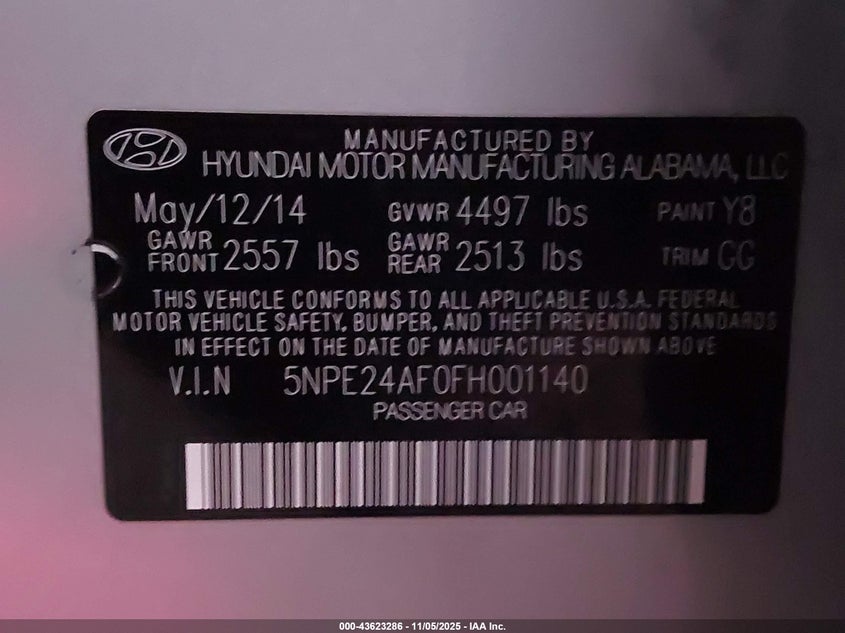 MANUFACTURED BY
HYUNDAI MOTOR MANUFACTURING ALABAMA, LLC
May/12/14 GVWR 4497 lbs PAINT Y8
GAWR FRONT 2557 lbs GAWR REAR 2513 lbs TRIM GG
THIS VEHICLE CONFORMS TO ALL APPLICABLE U.S.A. FEDERAL
MOTOR VEHICLE SAFETY, BUMPER, AND THEFT PREVENTION STANDARDS
IN EFFECT ON THE DATE OF MANUFACTURE SHOWN ABOVE
V.I.N 5NPE24AF0FH001140
PASSENGER CAR
000-43623286 - 11/05/2025 - IAA Inc.